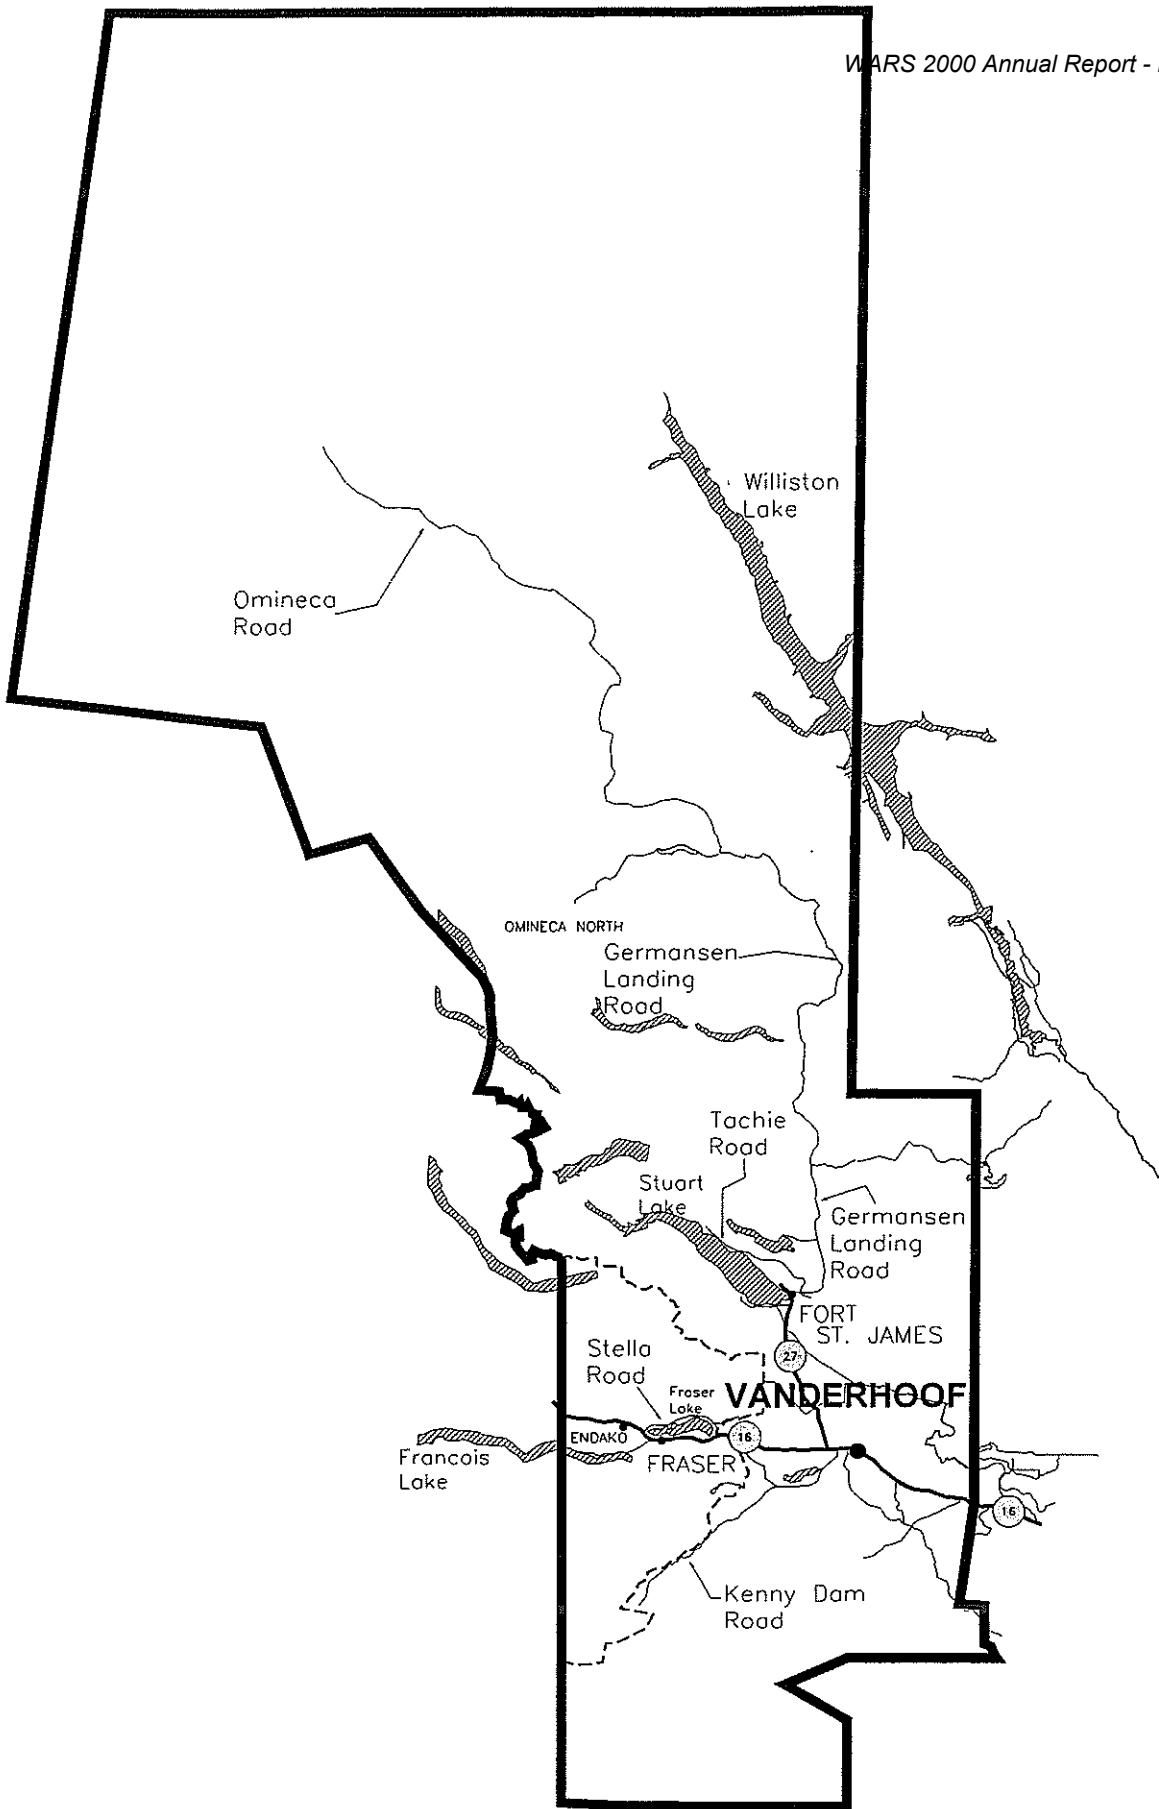 WARS 2000 Annual Report -
Williston
Lake
Omineca
Road
OMINECA NORTH
Germansen
Landing
Road
Tachie
Road
Stuart
Lake
Germansen
Landing
Road
FORT
ST. JAMES
27
Stella
Road
Fraser
Lake
VANDERHOOF
ENDAKO
16
FRASER
Francois
Lake
16
Kenny Dam
Road